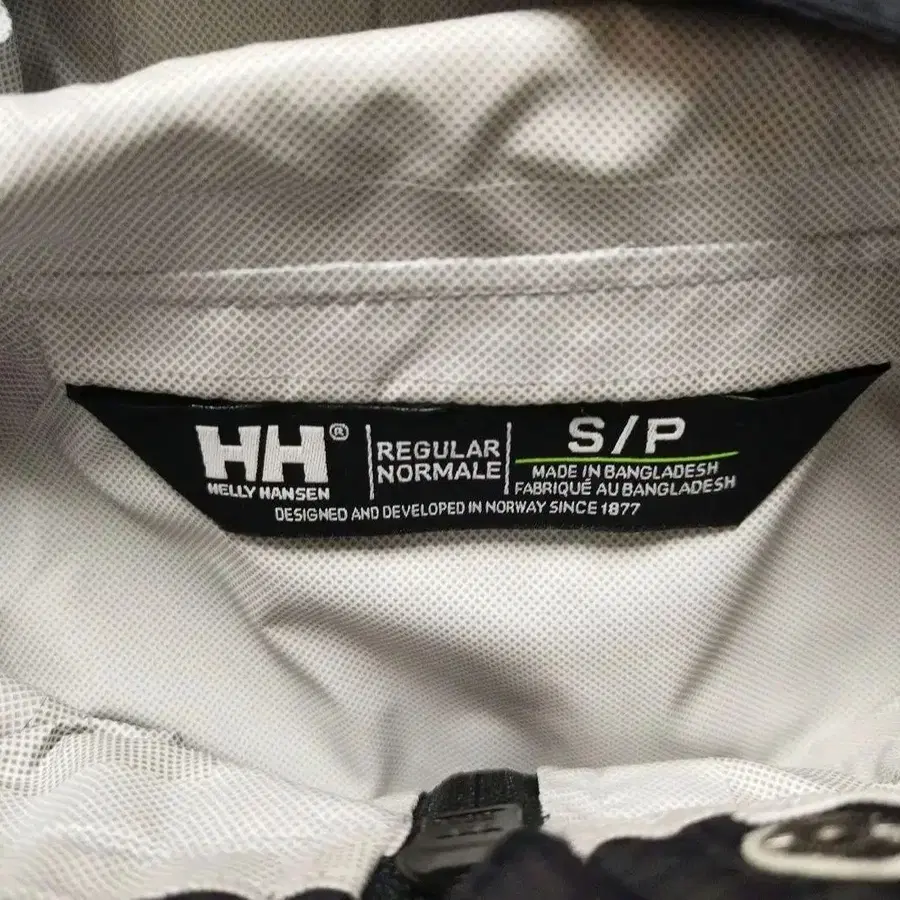 HH®
HELLY HANSEN
REGULAR
NORMALE
S/P
MADE IN BANGLADESH
FABRIQUÉ AU BANGLADESH
DESIGNED AND DEVELOPED IN NORWAY SINCE 1877